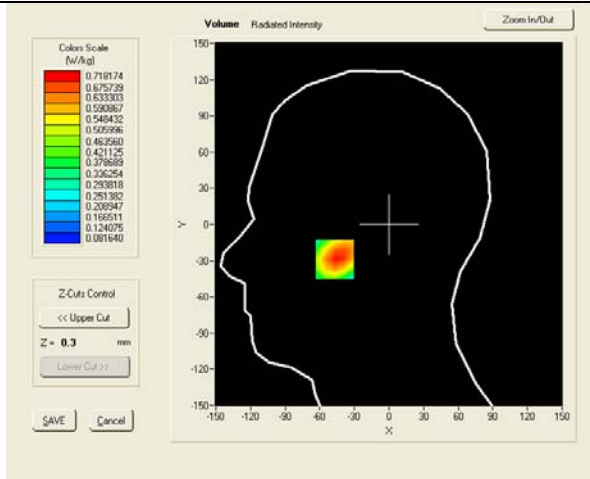 Volume Radiated Intensity
Zoom In/Out
Colors Scale
(W/kg)
0.718174
0.675739
0.633303
0.590867
0.548432
0.505996
0.463560
0.421125
0.378689
0.336254
0.293818
0.251382
0.208947
0.166511
0.124075
0.081640
Z-Cuts Control
<< Upper Cut
Z = 0.3 mm
Lower Cut >>
SAVE Cancel
150
120
90
60
30
0
-30
-60
-90
-120
-150
Y
-150 -120 -90 -60 -30 0 30 60 90 120 150
X